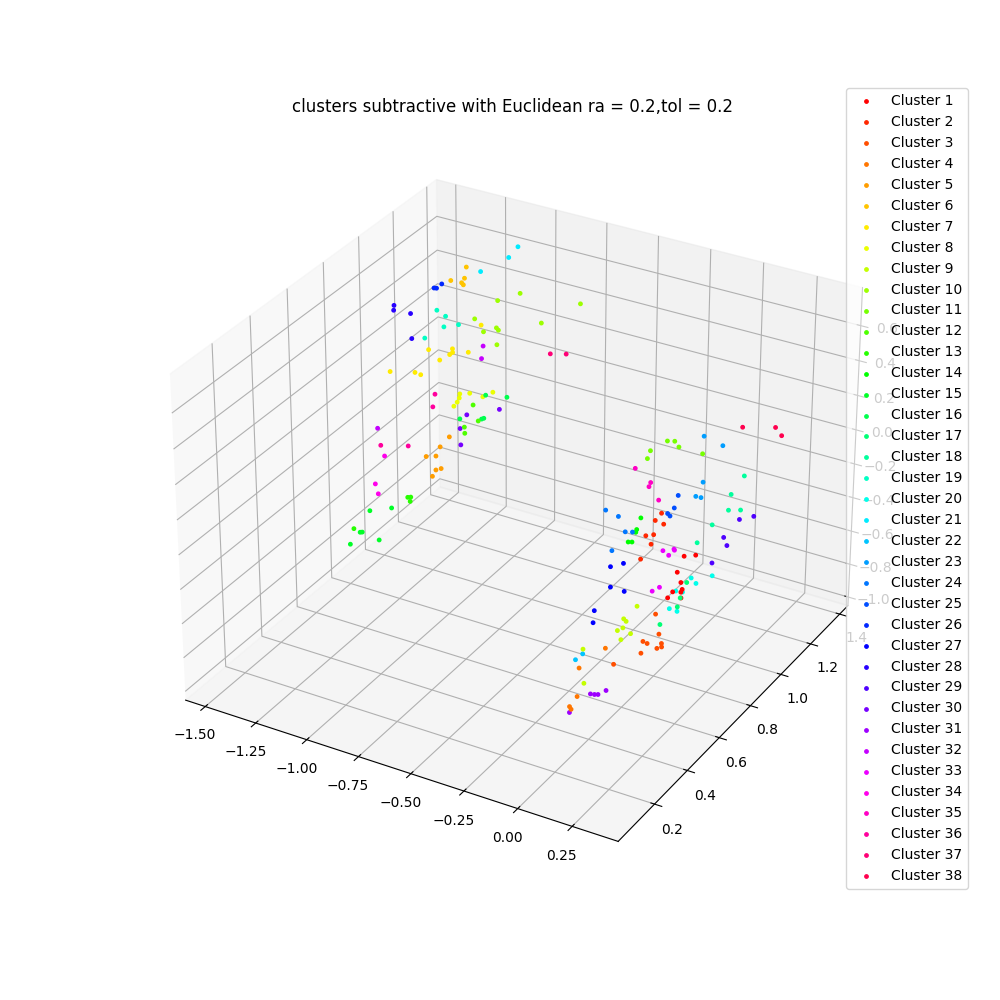 clusters subtractive with Euclidean ra = 0.2,tol = 0.2
Cluster 1
Cluster 2
Cluster 3
Cluster 4
Cluster 5
Cluster 6
Cluster 7
Cluster 8
Cluster 9
Cluster 10
Cluster 11
Cluster 12
Cluster 13
Cluster 14
Cluster 15
Cluster 16
Cluster 17
Cluster 18
Cluster 19
Cluster 20
Cluster 21
Cluster 22
Cluster 23
Cluster 24
Cluster 25
Cluster 26
Cluster 27
Cluster 28
Cluster 29
Cluster 30
Cluster 31
Cluster 32
Cluster 33
Cluster 34
Cluster 35
Cluster 36
Cluster 37
Cluster 38
0.4
0.2
0.0
−0.2
−0.4
−0.6
−0.8
−1.0
1.4
1.2
1.0
0.8
0.6
0.4
0.2
−1.50
−1.25
−1.00
−0.75
−0.50
−0.25
0.00
0.25